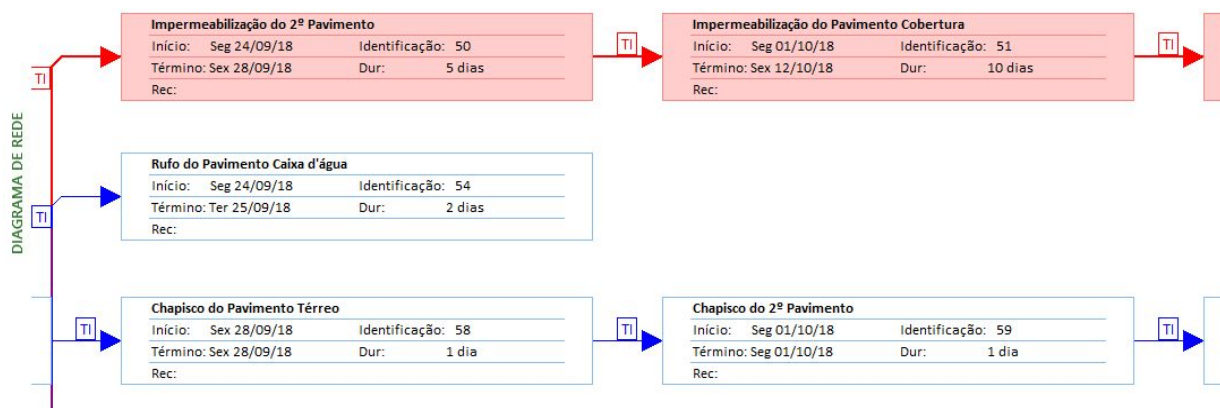 DIAGRAMA DE REDE
TI
Impermeabilização do 2º Pavimento
Início: Seg 24/09/18 Identificação: 50
Término: Sex 28/09/18 Dur: 5 dias
Rec:
TI
Impermeabilização do Pavimento Cobertura
Início: Seg 01/10/18 Identificação: 51
Término: Sex 12/10/18 Dur: 10 dias
Rec:
TI
TI
Rufo do Pavimento Caixa d'água
Início: Seg 24/09/18 Identificação: 54
Término: Ter 25/09/18 Dur: 2 dias
Rec:
TI
Chapisco do Pavimento Térreo
Início: Sex 28/09/18 Identificação: 58
Término: Sex 28/09/18 Dur: 1 dia
Rec:
TI
Chapisco do 2º Pavimento
Início: Seg 01/10/18 Identificação: 59
Término: Seg 01/10/18 Dur: 1 dia
Rec:
TI